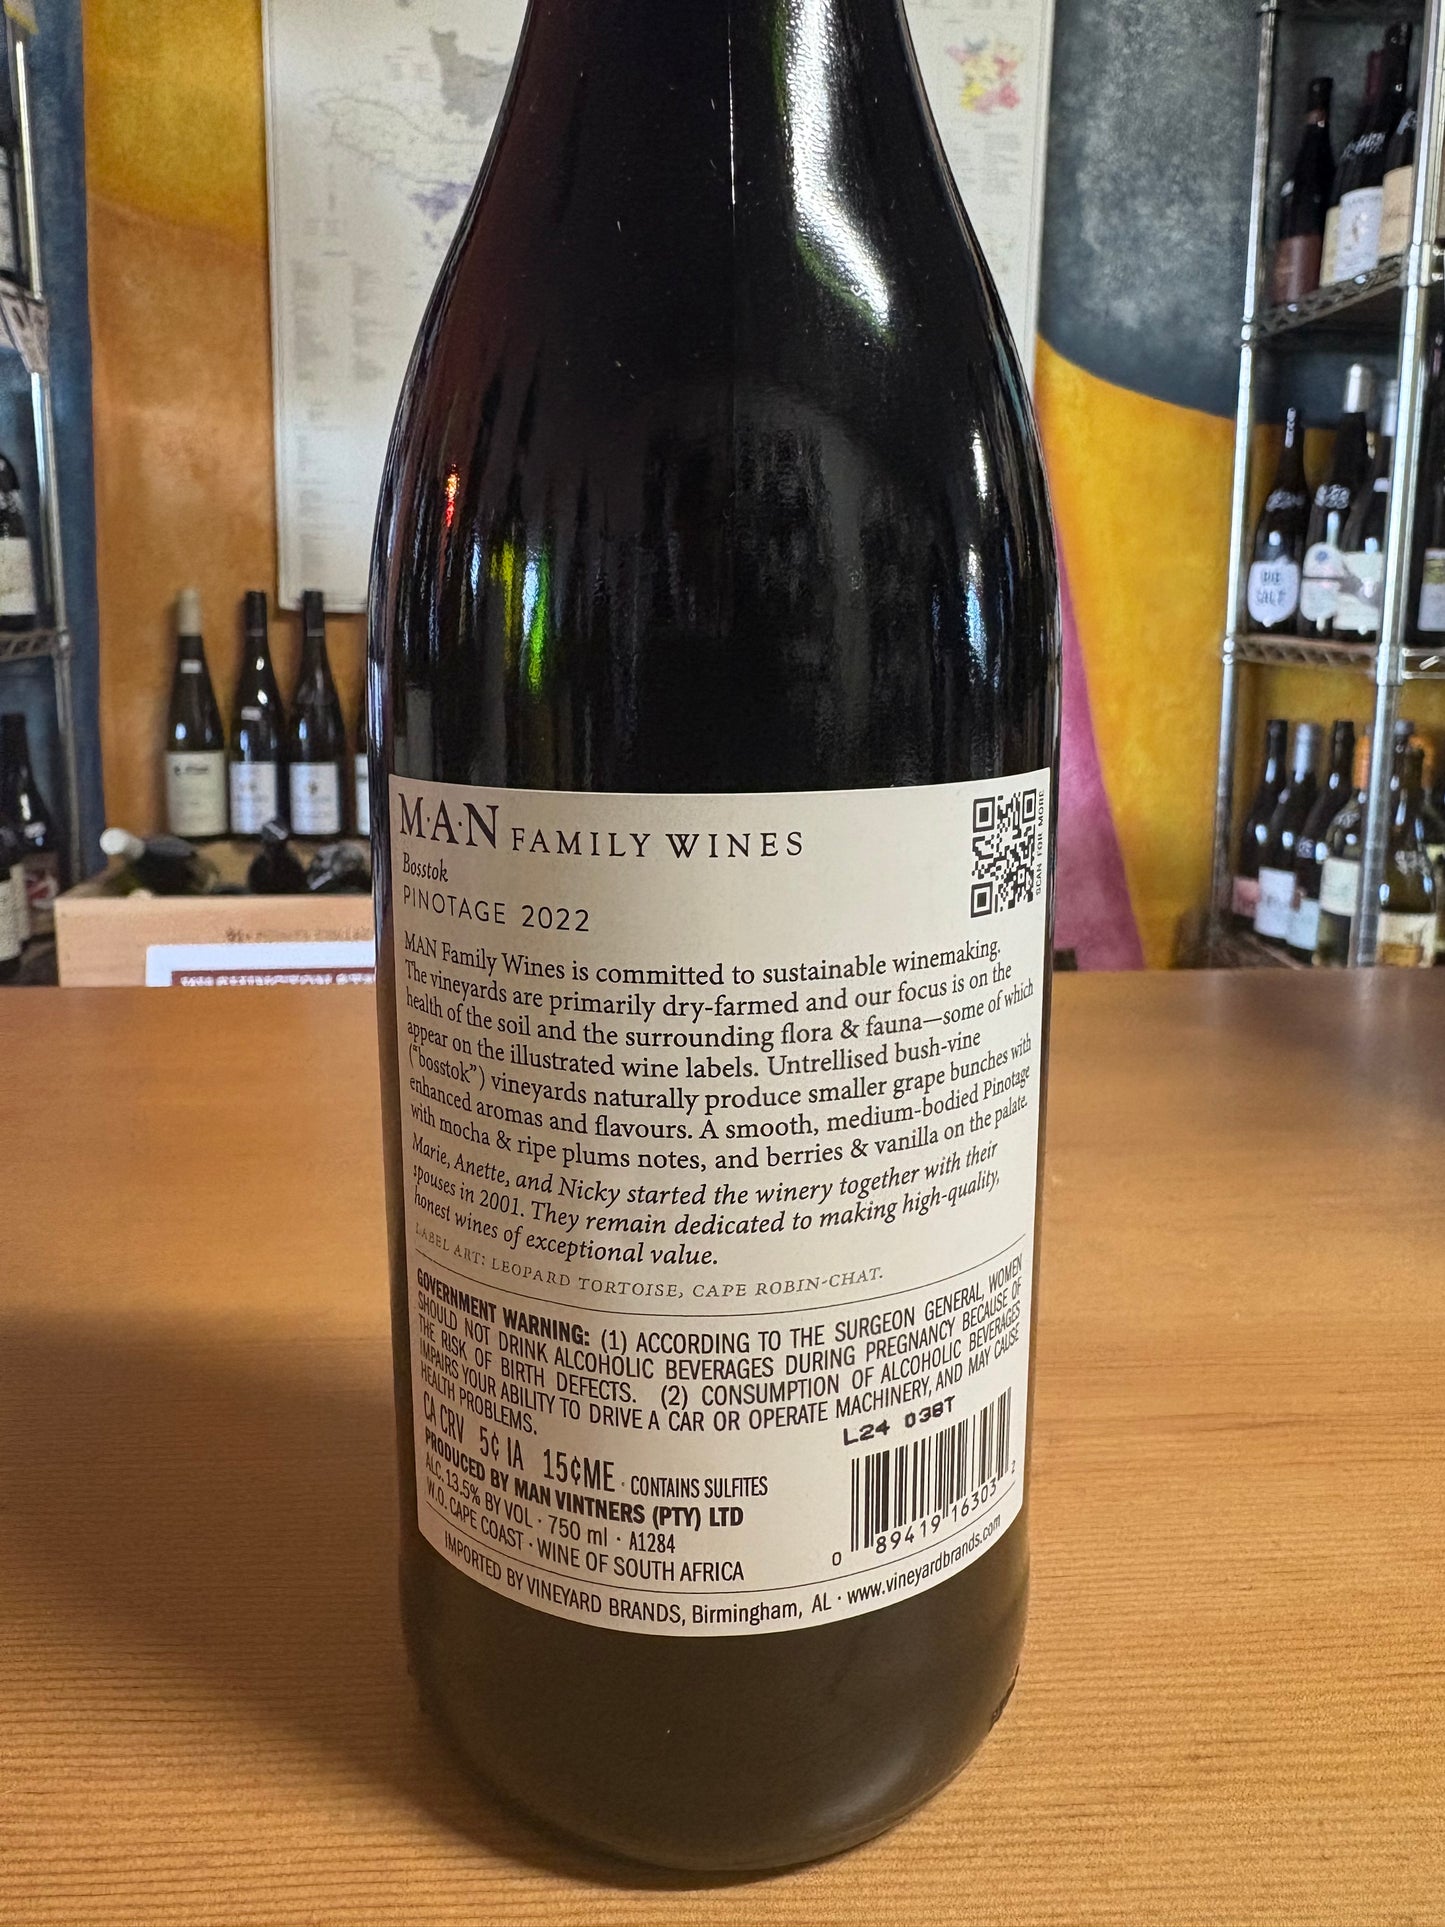 M·A·N FAMILY WINES
SCAN FOR MORE
Bosstok
PINOTAGE 2022
MAN Family Wines is committed to sustainable winemaking.
The vineyards are primarily dry-farmed and our focus is on the
health of the soil and the surrounding flora & fauna—some of which
appear on the illustrated wine labels. Untrellised bush-vine
("bosstok") vineyards naturally produce smaller grape bunches with
enhanced aromas and flavours. A smooth, medium-bodied Pinotage
with mocha & ripe plums notes, and berries & vanilla on the palate.
Marie, Anette, and Nicky started the winery together with their
spouses in 2001. They remain dedicated to making high-quality,
honest wines of exceptional value.
LABEL ART: LEOPARD TORTOISE, CAPE ROBIN-CHAT.
GOVERNMENT WARNING: (1) ACCORDING TO THE SURGEON GENERAL, WOMEN
SHOULD NOT DRINK ALCOHOLIC BEVERAGES DURING PREGNANCY BECAUSE OF
THE RISK OF BIRTH DEFECTS. (2) CONSUMPTION OF ALCOHOLIC BEVERAGES
IMPAIRS YOUR ABILITY TO DRIVE A CAR OR OPERATE MACHINERY, AND MAY CAUSE
HEALTH PROBLEMS.
L24 03BT
CA CRV 5¢ IA 15¢ME · CONTAINS SULFITES
PRODUCED BY MAN VINTNERS (PTY) LTD
ALC. 13,5% BY VOL · 750 ml · A1284
W.O. CAPE COAST · WINE OF SOUTH AFRICA
0 89419 16303 2
IMPORTED BY VINEYARD BRANDS, Birmingham, AL · www.vineyardbrands.com